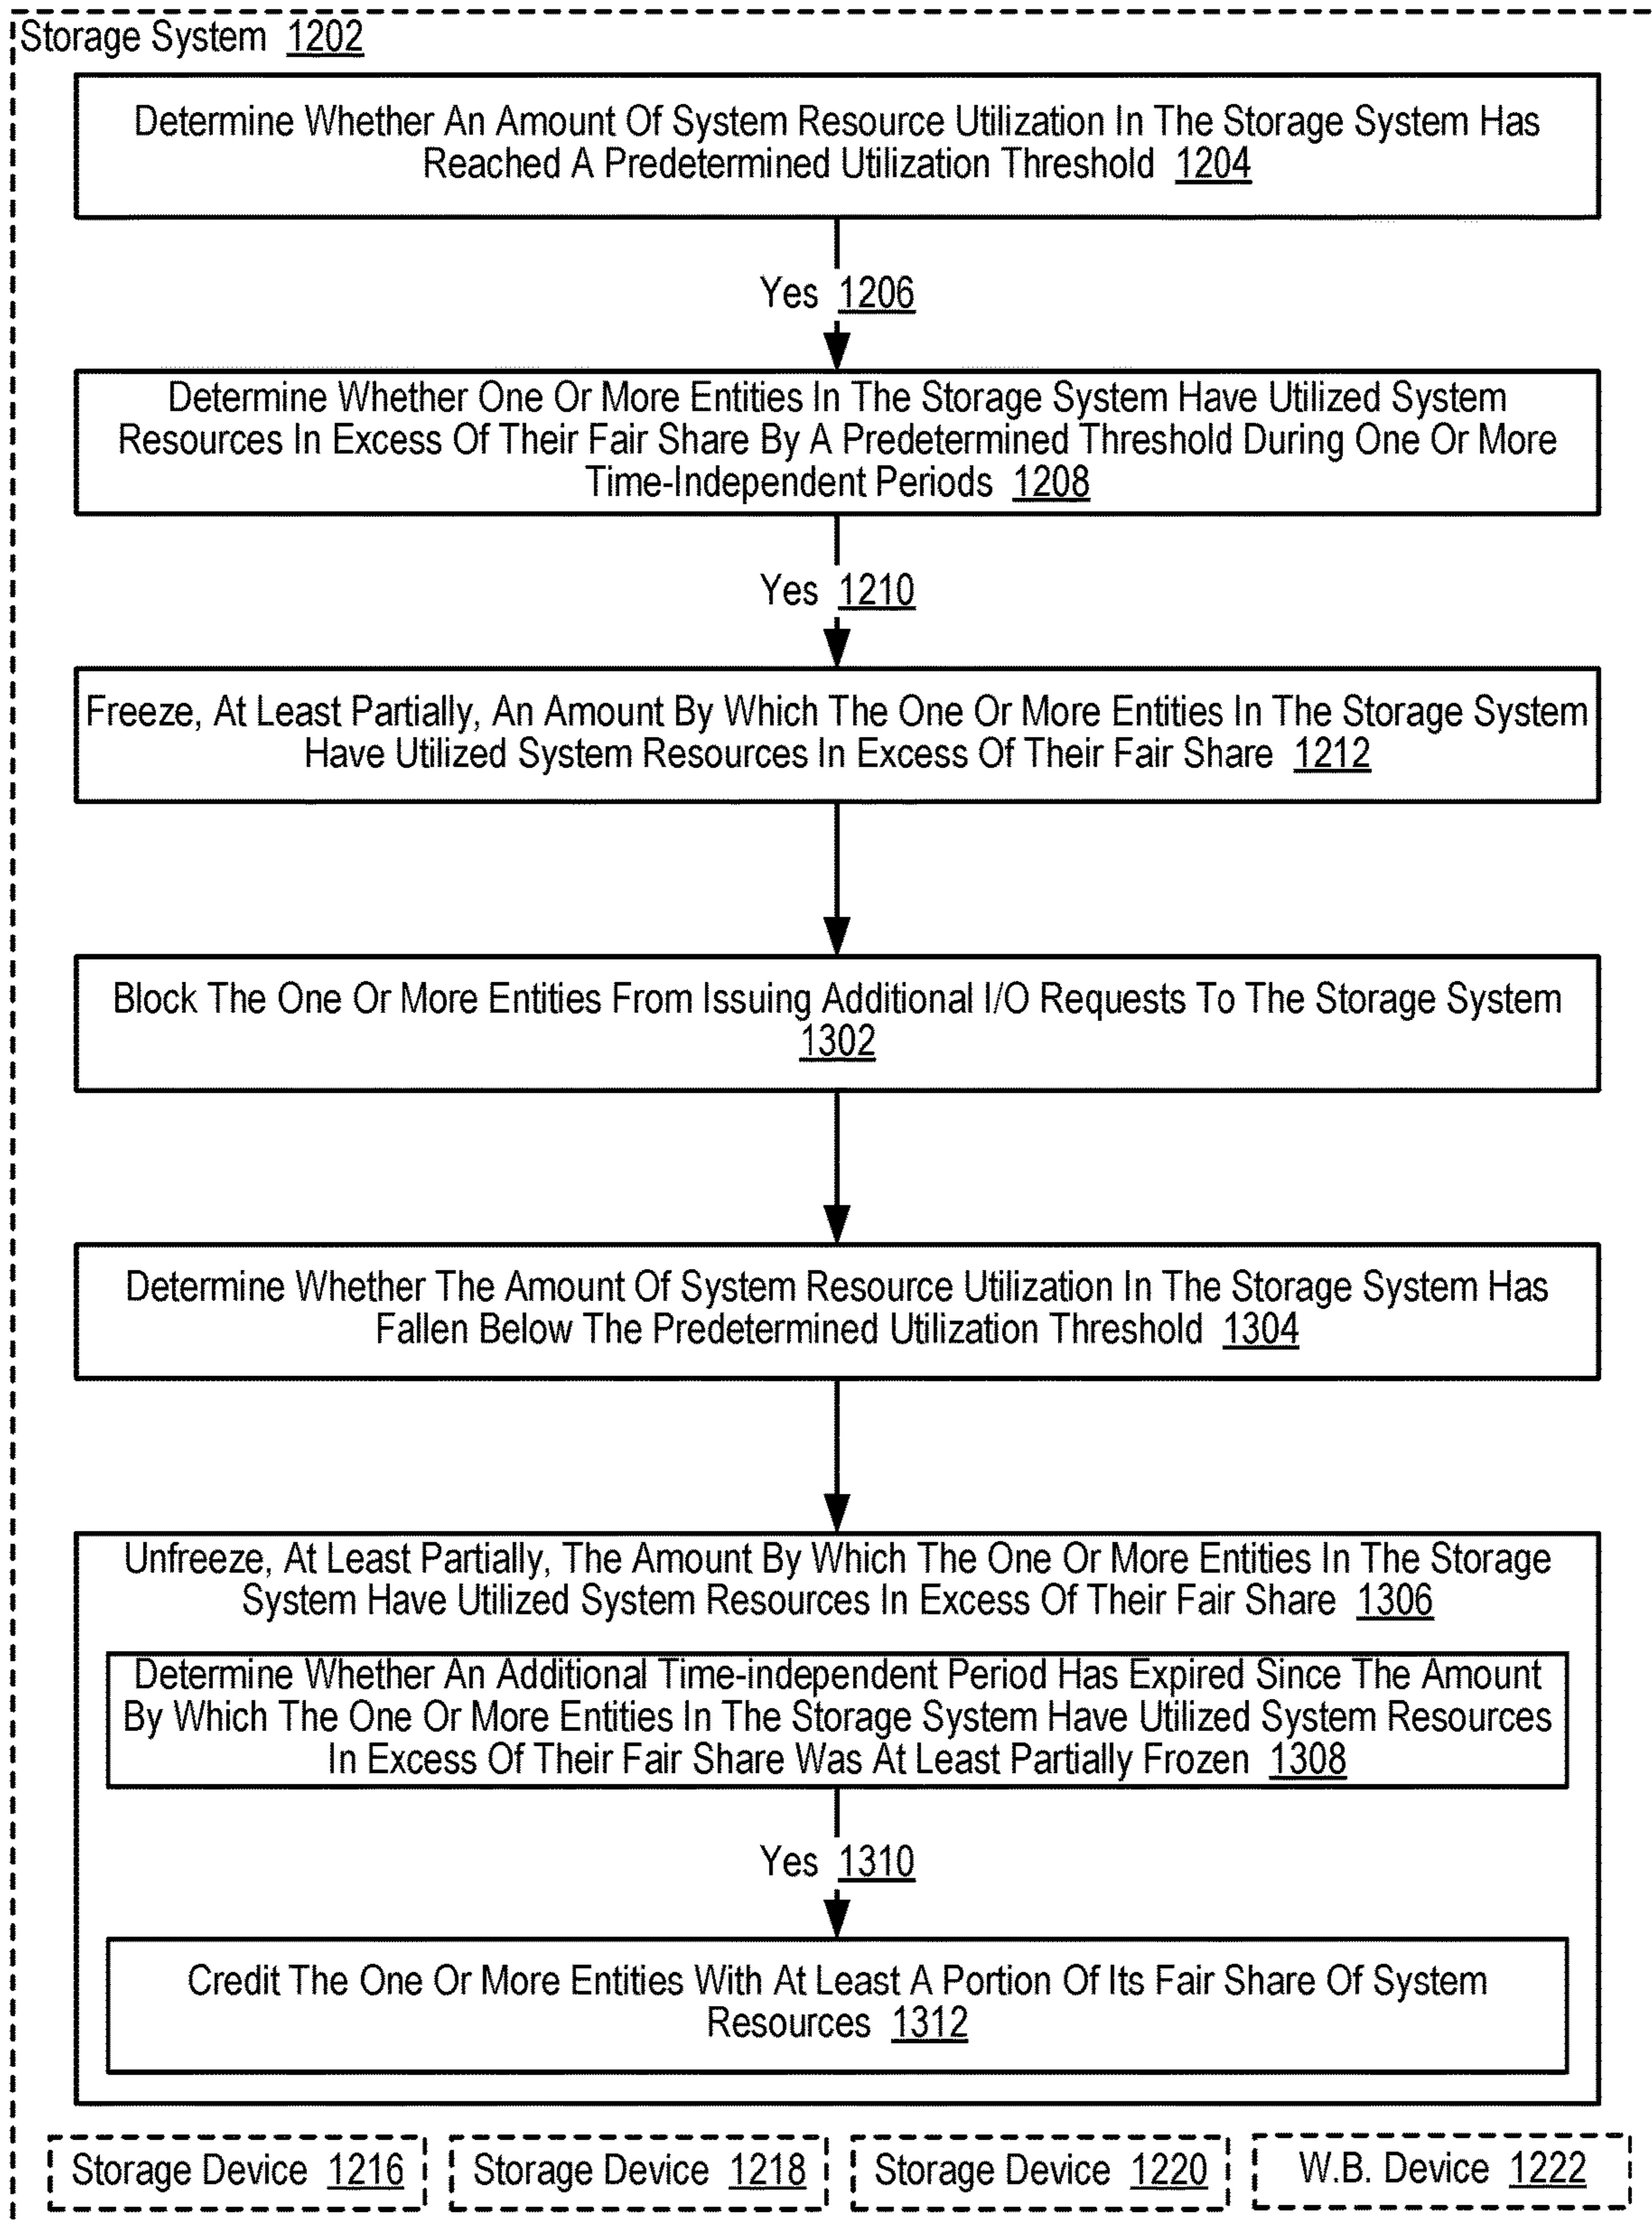 Storage System 1202
Determine Whether An Amount Of System Resource Utilization In The Storage System Has
Reached A Predetermined Utilization Threshold 1204
Yes 1206
Determine Whether One Or More Entities In The Storage System Have Utilized System
Resources In Excess Of Their Fair Share By A Predetermined Threshold During One Or More
Time-Independent Periods 1208
Yes 1210
Freeze, At Least Partially, An Amount By Which The One Or More Entities In The Storage System
Have Utilized System Resources In Excess Of Their Fair Share 1212
Block The One Or More Entities From Issuing Additional I/O Requests To The Storage System
1302
Determine Whether The Amount Of System Resource Utilization In The Storage System Has
Fallen Below The Predetermined Utilization Threshold 1304
Unfreeze, At Least Partially, The Amount By Which The One Or More Entities In The Storage
System Have Utilized System Resources In Excess Of Their Fair Share 1306
Determine Whether An Additional Time-independent Period Has Expired Since The Amount
By Which The One Or More Entities In The Storage System Have Utilized System Resources
In Excess Of Their Fair Share Was At Least Partially Frozen 1308
Yes 1310
Credit The One Or More Entities With At Least A Portion Of Its Fair Share Of System
Resources 1312
Storage Device 1216
Storage Device 1218
Storage Device 1220
W.B. Device 1222